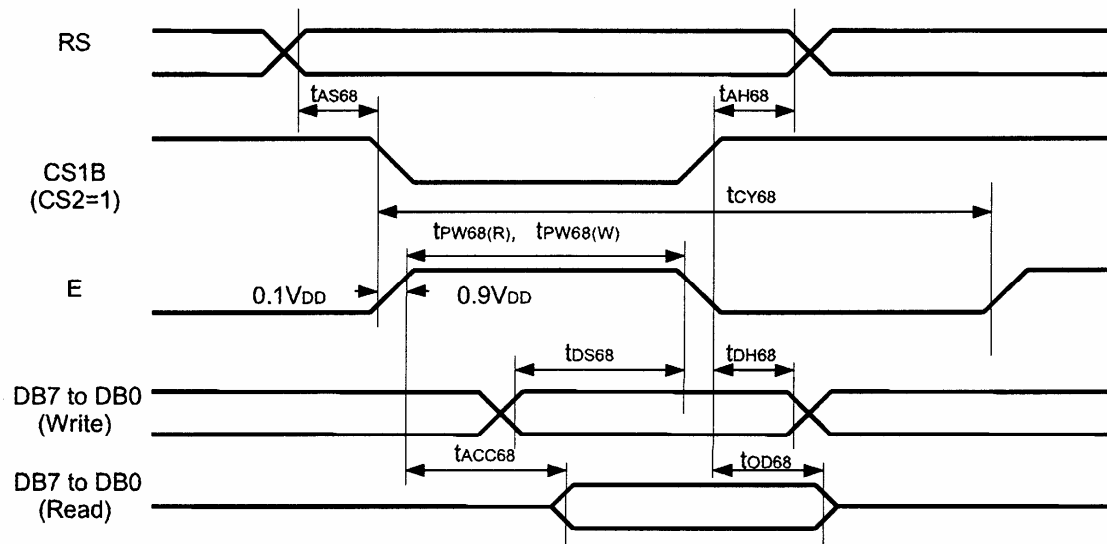 RS
tAS68
tAH68
CS1B
(CS2=1)
tCY68
tPW68(R), tPW68(W)
E
0.1VDD
0.9VDD
tDS68
tDH68
DB7 to DB0
(Write)
tACC68
tOD68
DB7 to DB0
(Read)